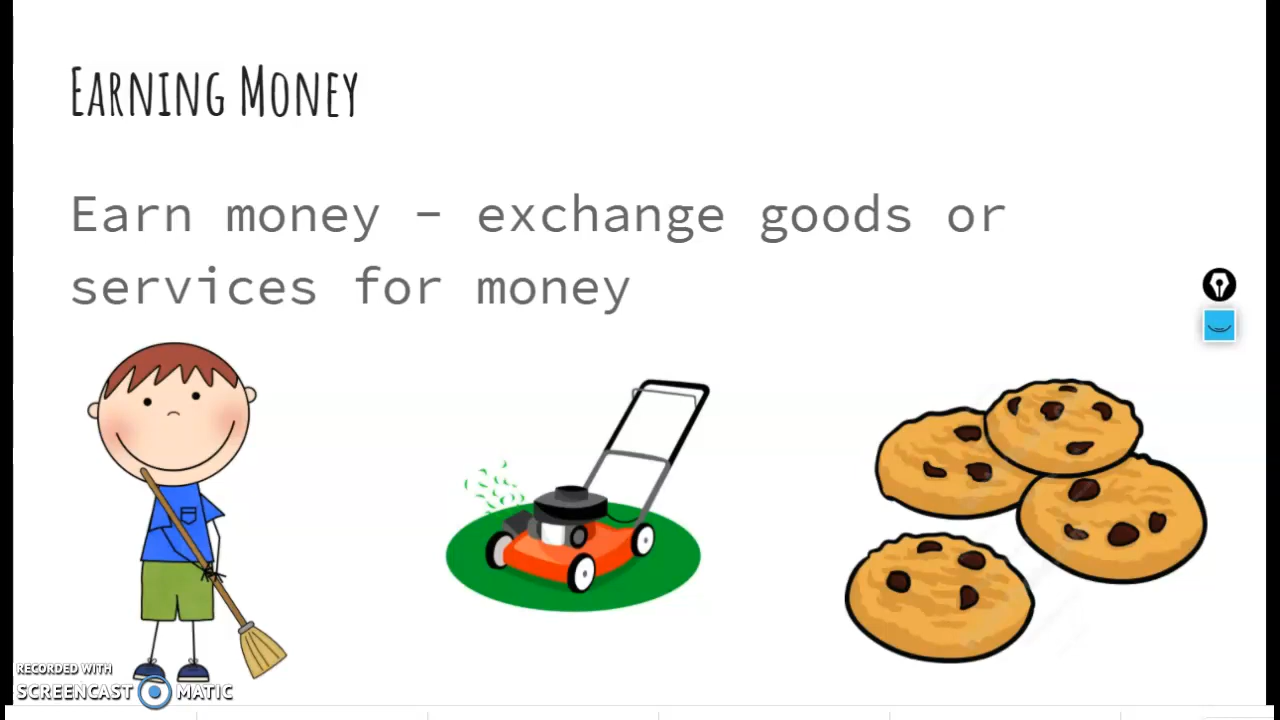 EARNING MONEY
Earn money - exchange goods or
services for money
RECORDED WITH
SCREENCAST MATIC